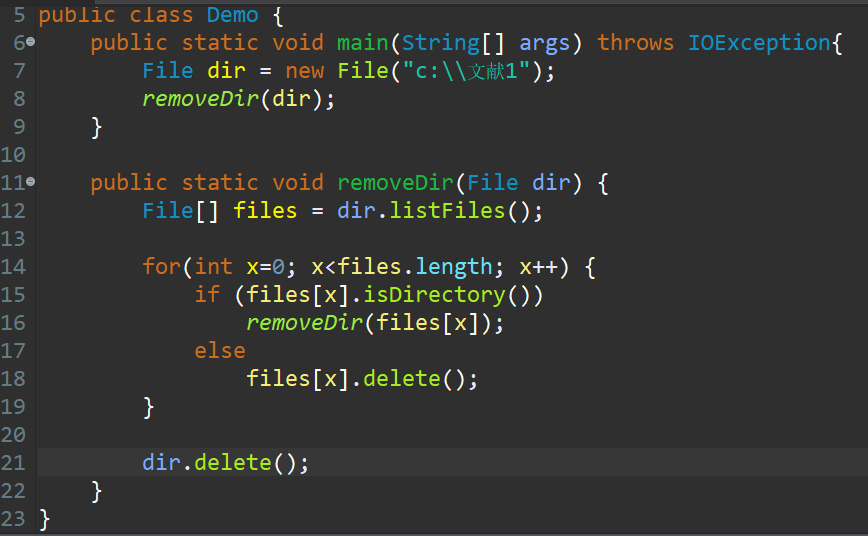 5 public class Demo {
6 public static void main(String[] args) throws IOException{
7 File dir = new File("c:\\文献1");
8 removeDir(dir);
9 }
10
11 public static void removeDir(File dir) {
12 File[] files = dir.listFiles();
13
14 for(int x=0; x<files.length; x++) {
15 if (files[x].isDirectory())
16 removeDir(files[x]);
17 else
18 files[x].delete();
19 }
20
21 dir.delete();
22 }
23 }